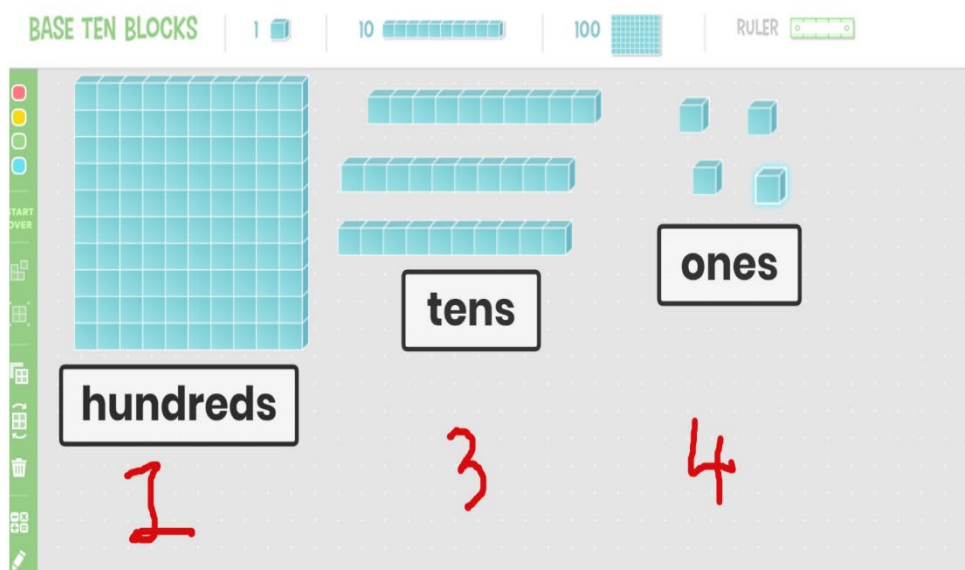 BASE TEN BLOCKS 1 10 100 RULER
START
OVER
ones
tens
hundreds
1 3 4